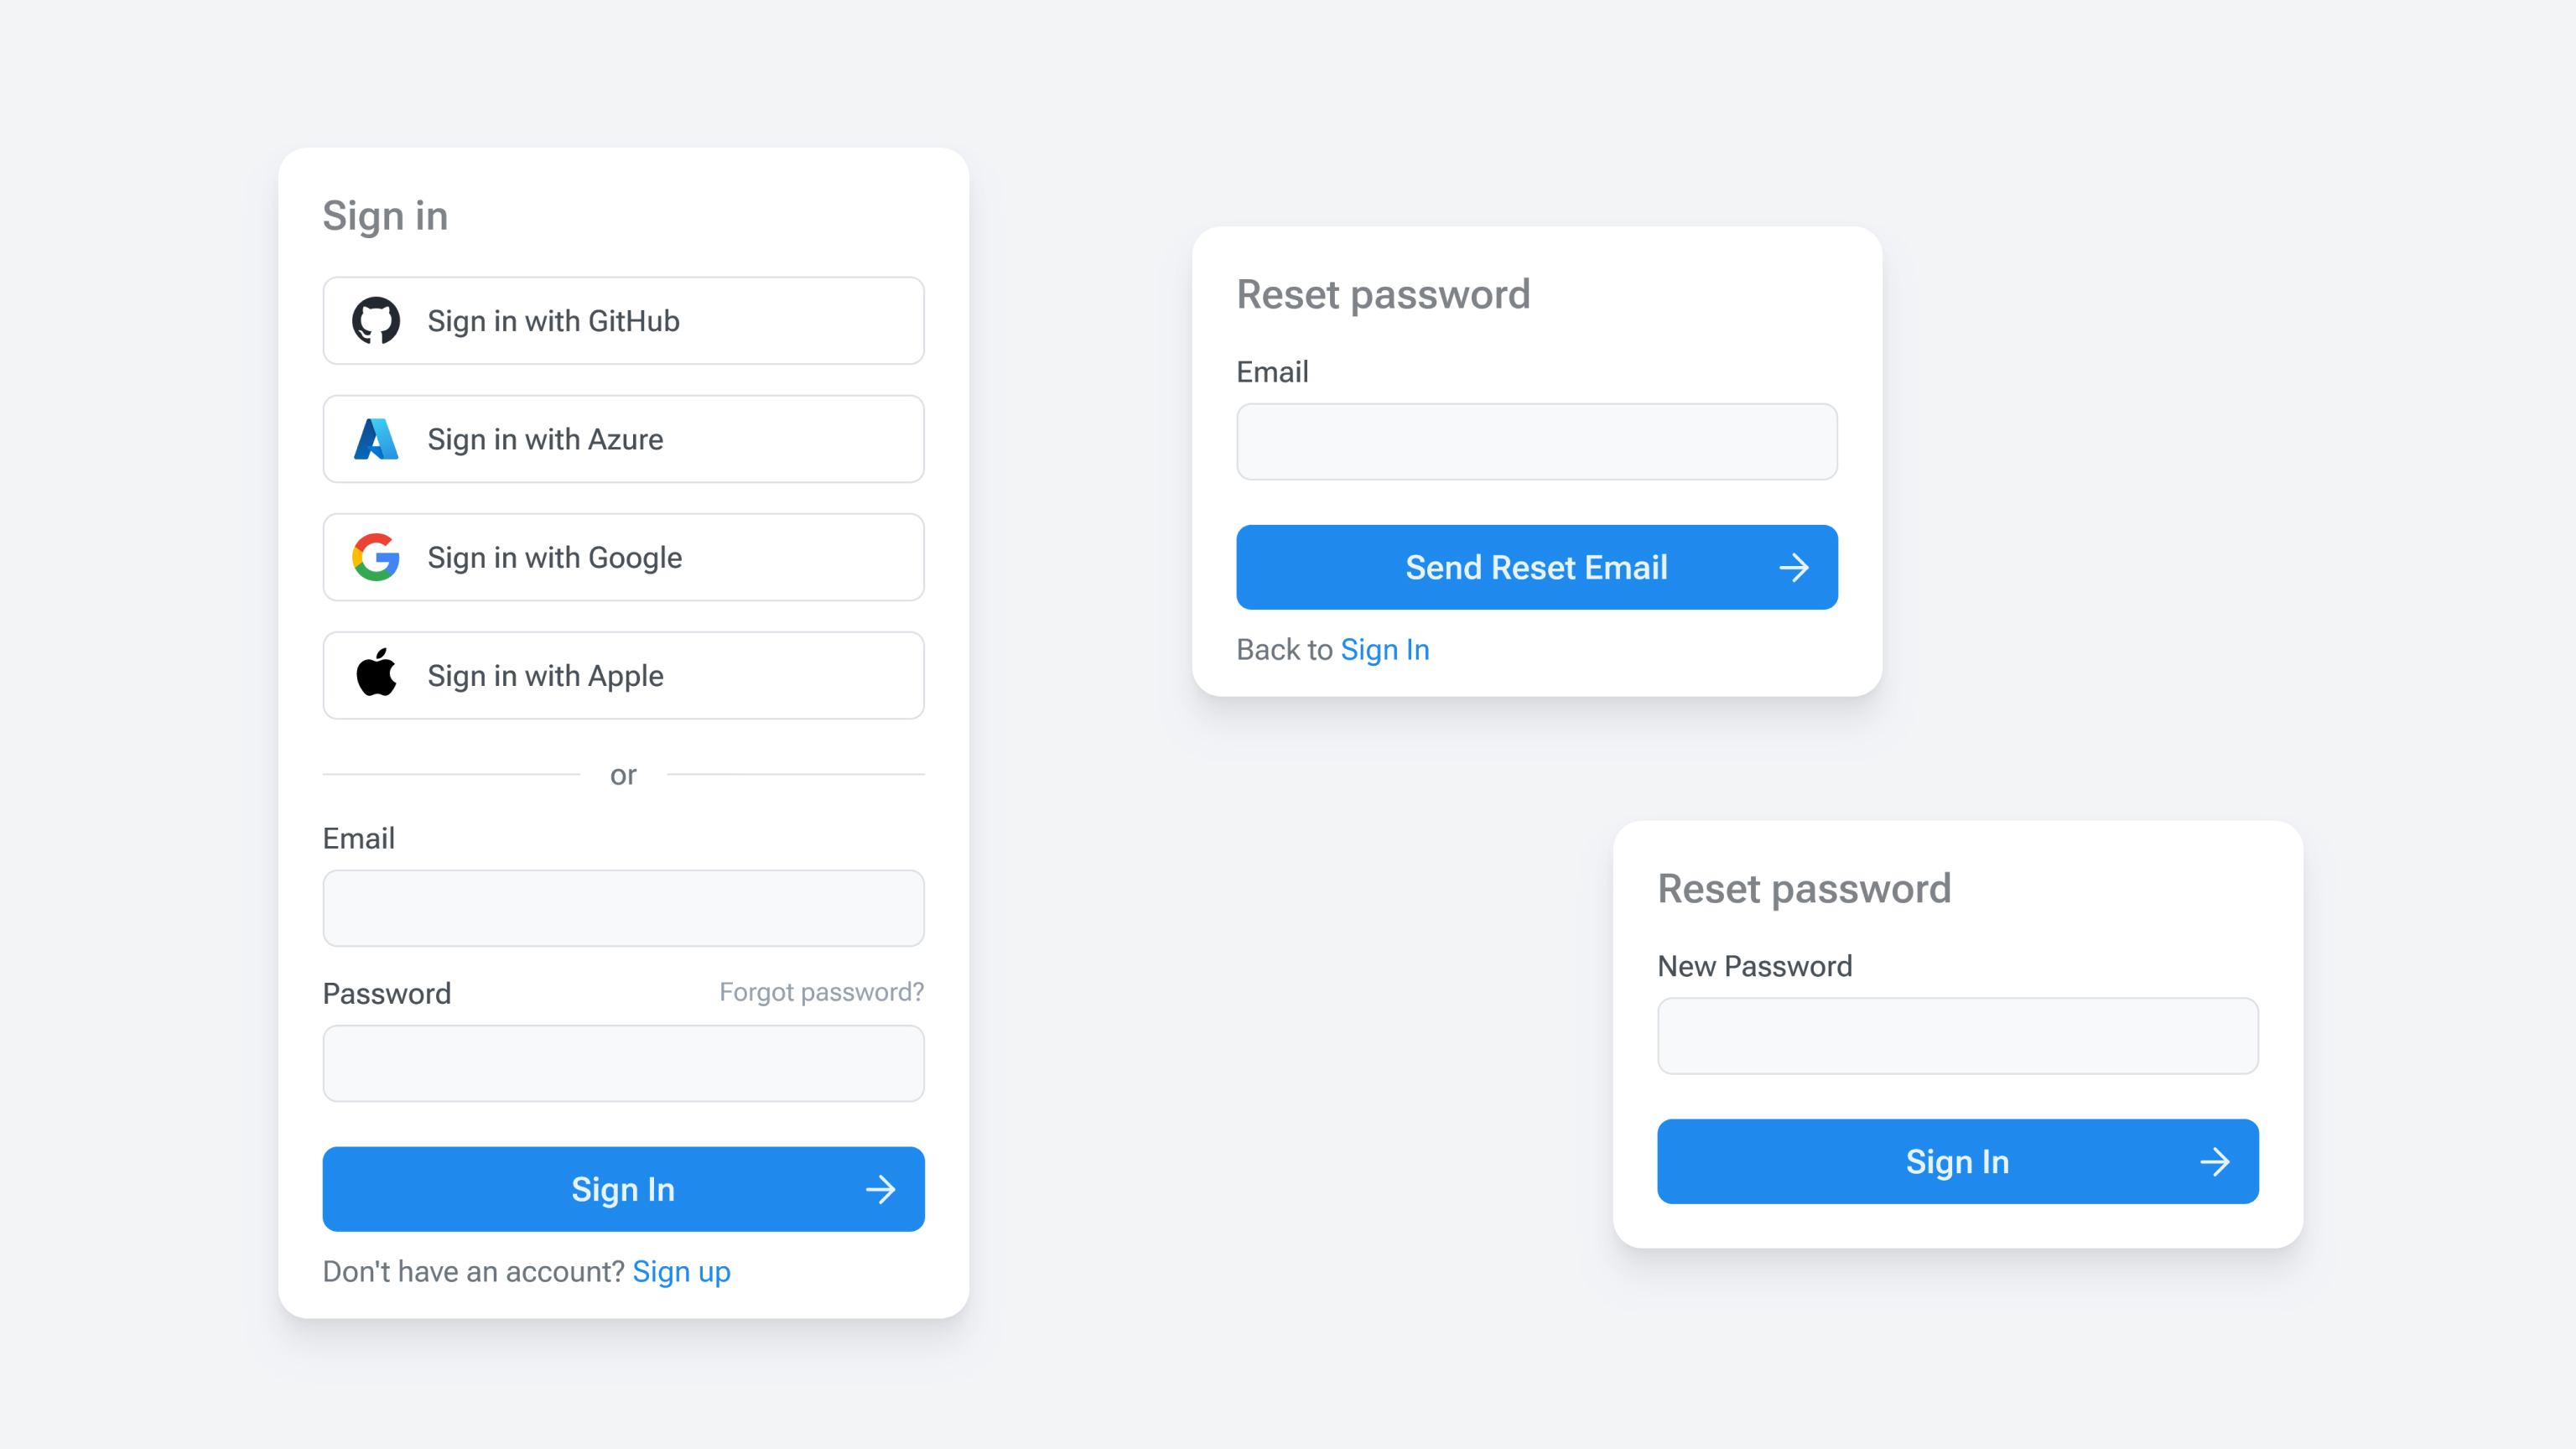 Sign in
Sign in with GitHub
Sign in with Azure
Sign in with Google
Sign in with Apple
or
Email
Password
Forgot password?
Sign In
Don't have an account? Sign up
Reset password
Email
Send Reset Email
Back to Sign In
Reset password
New Password
Sign In